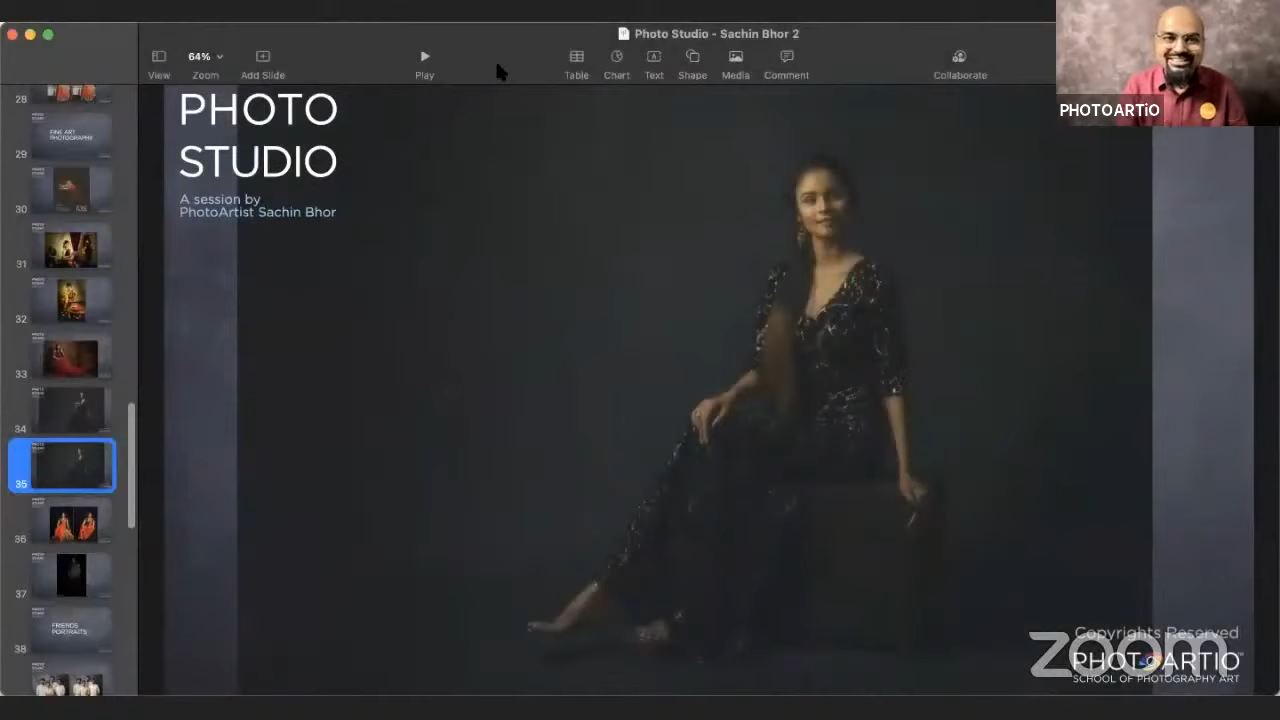 Photo Studio - Sachin Bhor 2
64%
View
Zoom
Add Slide
Play
Table
Chart
Text
Shape
Media
Comment
Collaborate
PHOTOARTiO
PHOTO
STUDIO
A session by
PhotoArtist Sachin Bhor
28
29
FINE ART
PHOTOGRAPHY
30
31
32
33
34
35
36
37
38
FRIENDS
PORTRAITS
Copyrights Reserved
zoom
PHOTOARTIO
SCHOOL OF PHOTOGRAPHY ART